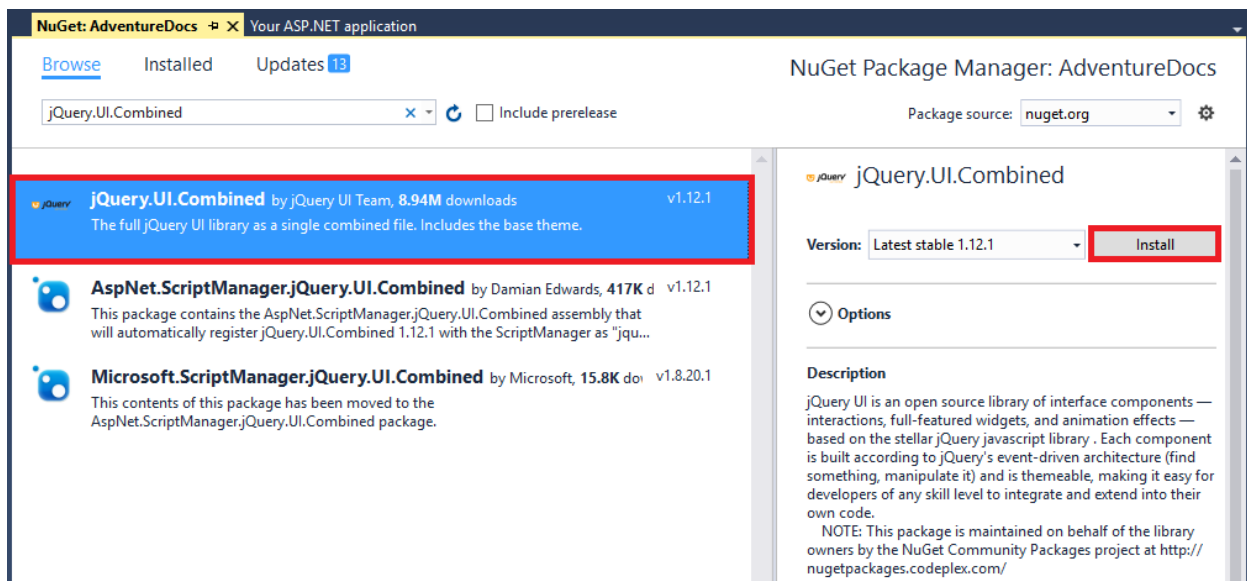 NuGet: AdventureDocs
Your ASP.NET application
Browse Installed Updates 13
NuGet Package Manager: AdventureDocs
jQuery.UI.Combined
Include prerelease
Package source: nuget.org
jQuery
jQuery.UI.Combined by jQuery UI Team, 8.94M downloads v1.12.1
The full jQuery UI library as a single combined file. Includes the base theme.
AspNet.ScriptManager.jQuery.UI.Combined by Damian Edwards, 417K d v1.12.1
This package contains the AspNet.ScriptManager.jQuery.UI.Combined assembly that
will automatically register jQuery.UI.Combined 1.12.1 with the ScriptManager as "jqu...
Microsoft.ScriptManager.jQuery.UI.Combined by Microsoft, 15.8K do v1.8.20.1
This contents of this package has been moved to the
AspNet.ScriptManager.jQuery.UI.Combined package.
jQuery jQuery.UI.Combined
Version: Latest stable 1.12.1 Install
Options
Description
jQuery UI is an open source library of interface components —
interactions, full-featured widgets, and animation effects —
based on the stellar jQuery javascript library . Each component
is built according to jQuery's event-driven architecture (find
something, manipulate it) and is themeable, making it easy for
developers of any skill level to integrate and extend into their
own code.
NOTE: This package is maintained on behalf of the library
owners by the NuGet Community Packages project at http://
nugetpackages.codeplex.com/